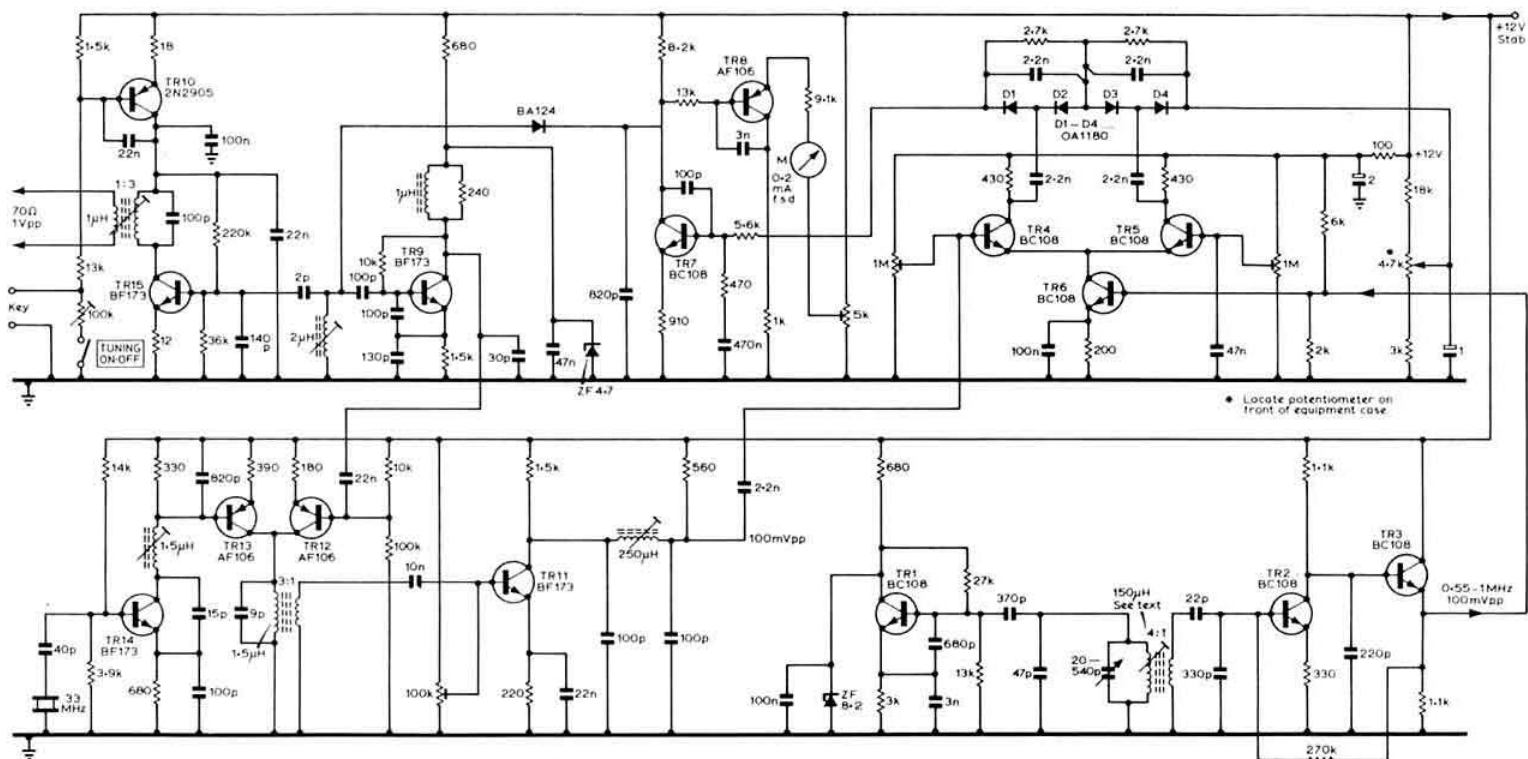 +12V
Stab
1·5k
18
680
8·2k
TR8
AF106
2·7k
2·7k
2·2n
2·2n
TR10
2N2905
13k
9·1k
BA124
D1
D2
D3
D4
D1–D4
OA1180
22n
100n
3n
M
0·2
mA
fsd
100
+12V
1:3
1μH
240
100p
430
2·2n
2·2n
430
2
18k
70Ω
1Vpp
1μH
100p
220k
22n
5·6k
TR4
BC108
TR5
BC108
6k
13k
TR15
BF173
2p
10k
100p
TR9
BF173
TR7
BC108
1M
1M
4·7k
TR6
BC108
Key
100k
100p
820p
470
TUNING
ON-OFF
12
36k
140
p
2μH
130p
1·5k
30p
47n
910
470n
1k
5k
100n
200
47n
2k
3k
1
ZF 4·7
Locate potentiometer on
front of equipment case
14k
330
820p
390
180
10k
22n
1·5k
560
2·2n
680
1·1k
TR3
BC108
1·5μH
TR13
AF106
TR12
AF106
250μH
100mVpp
3:1
100k
10n
TR11
BF173
TR1
BC108
27k
370p
150μH
See text
22p
TR2
BC108
0·55–1MHz
100mVpp
TR14
BF173
15p
9p
680p
4:1
40p
1·5μH
100p
100p
13k
47p
20–
540p
330p
220p
3·9k
330
33
MHz
680
100p
100k
220
22n
100n
ZF
8·2
3k
3n
1·1k
270k